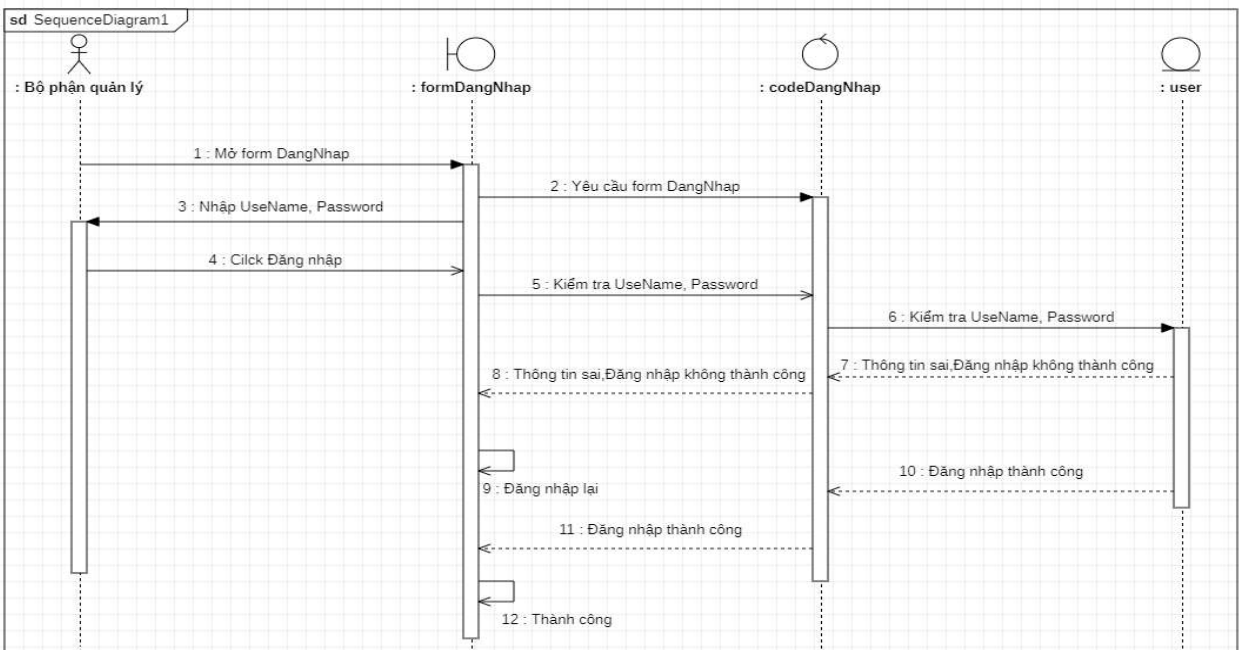 sd SequenceDiagram1
: Bộ phận quản lý
: formDangNhap
: codeDangNhap
: user
1 : Mở form DangNhap
2 : Yêu cầu form DangNhap
3 : Nhập UseName, Password
4 : Cilck Đăng nhập
5 : Kiểm tra UseName, Password
6 : Kiểm tra UseName, Password
7 : Thông tin sai,Đăng nhập không thành công
8 : Thông tin sai,Đăng nhập không thành công
9 : Đăng nhập lại
10 : Đăng nhập thành công
11 : Đăng nhập thành công
12 : Thành công